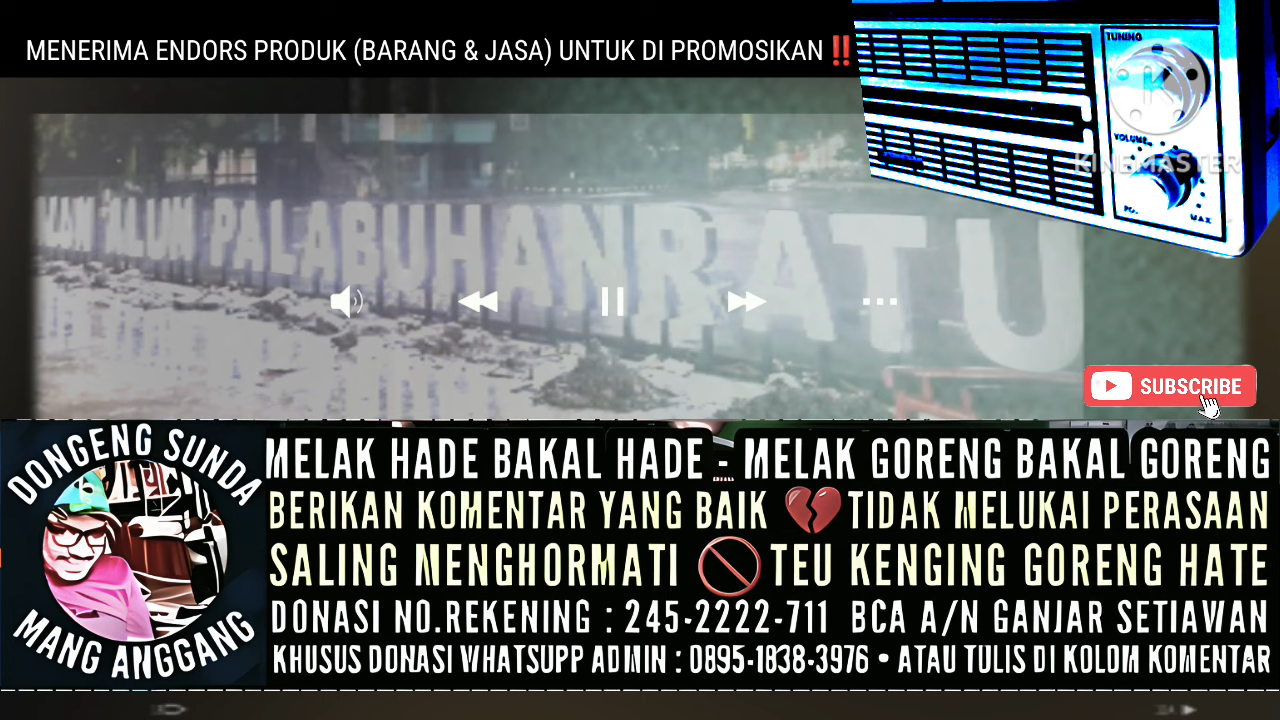 MENERIMA ENDORS PRODUK (BARANG & JASA) UNTUK DI PROMOSIKAN ‼️
TUNING
VOLUME
MAX
KINEMASTER
PALABUHANRATU
SUBSCRIBE
DONGENG SUNDA
MANG ANGGANG
MELAK HADE BAKAL HADE - MELAK GORENG BAKAL GORENG
BERIKAN KOMENTAR YANG BAIK 💔 TIDAK MELUKAI PERASAAN
SALING MENGHORMATI 🚫 TEU KENGING GORENG HATE
DONASI NO.REKENING : 245-2222-711 BCA A/N GANJAR SETIAWAN
KHUSUS DONASI WHATSUPP ADMIN : 0895-1838-3976 • ATAU TULIS DI KOLOM KOMENTAR